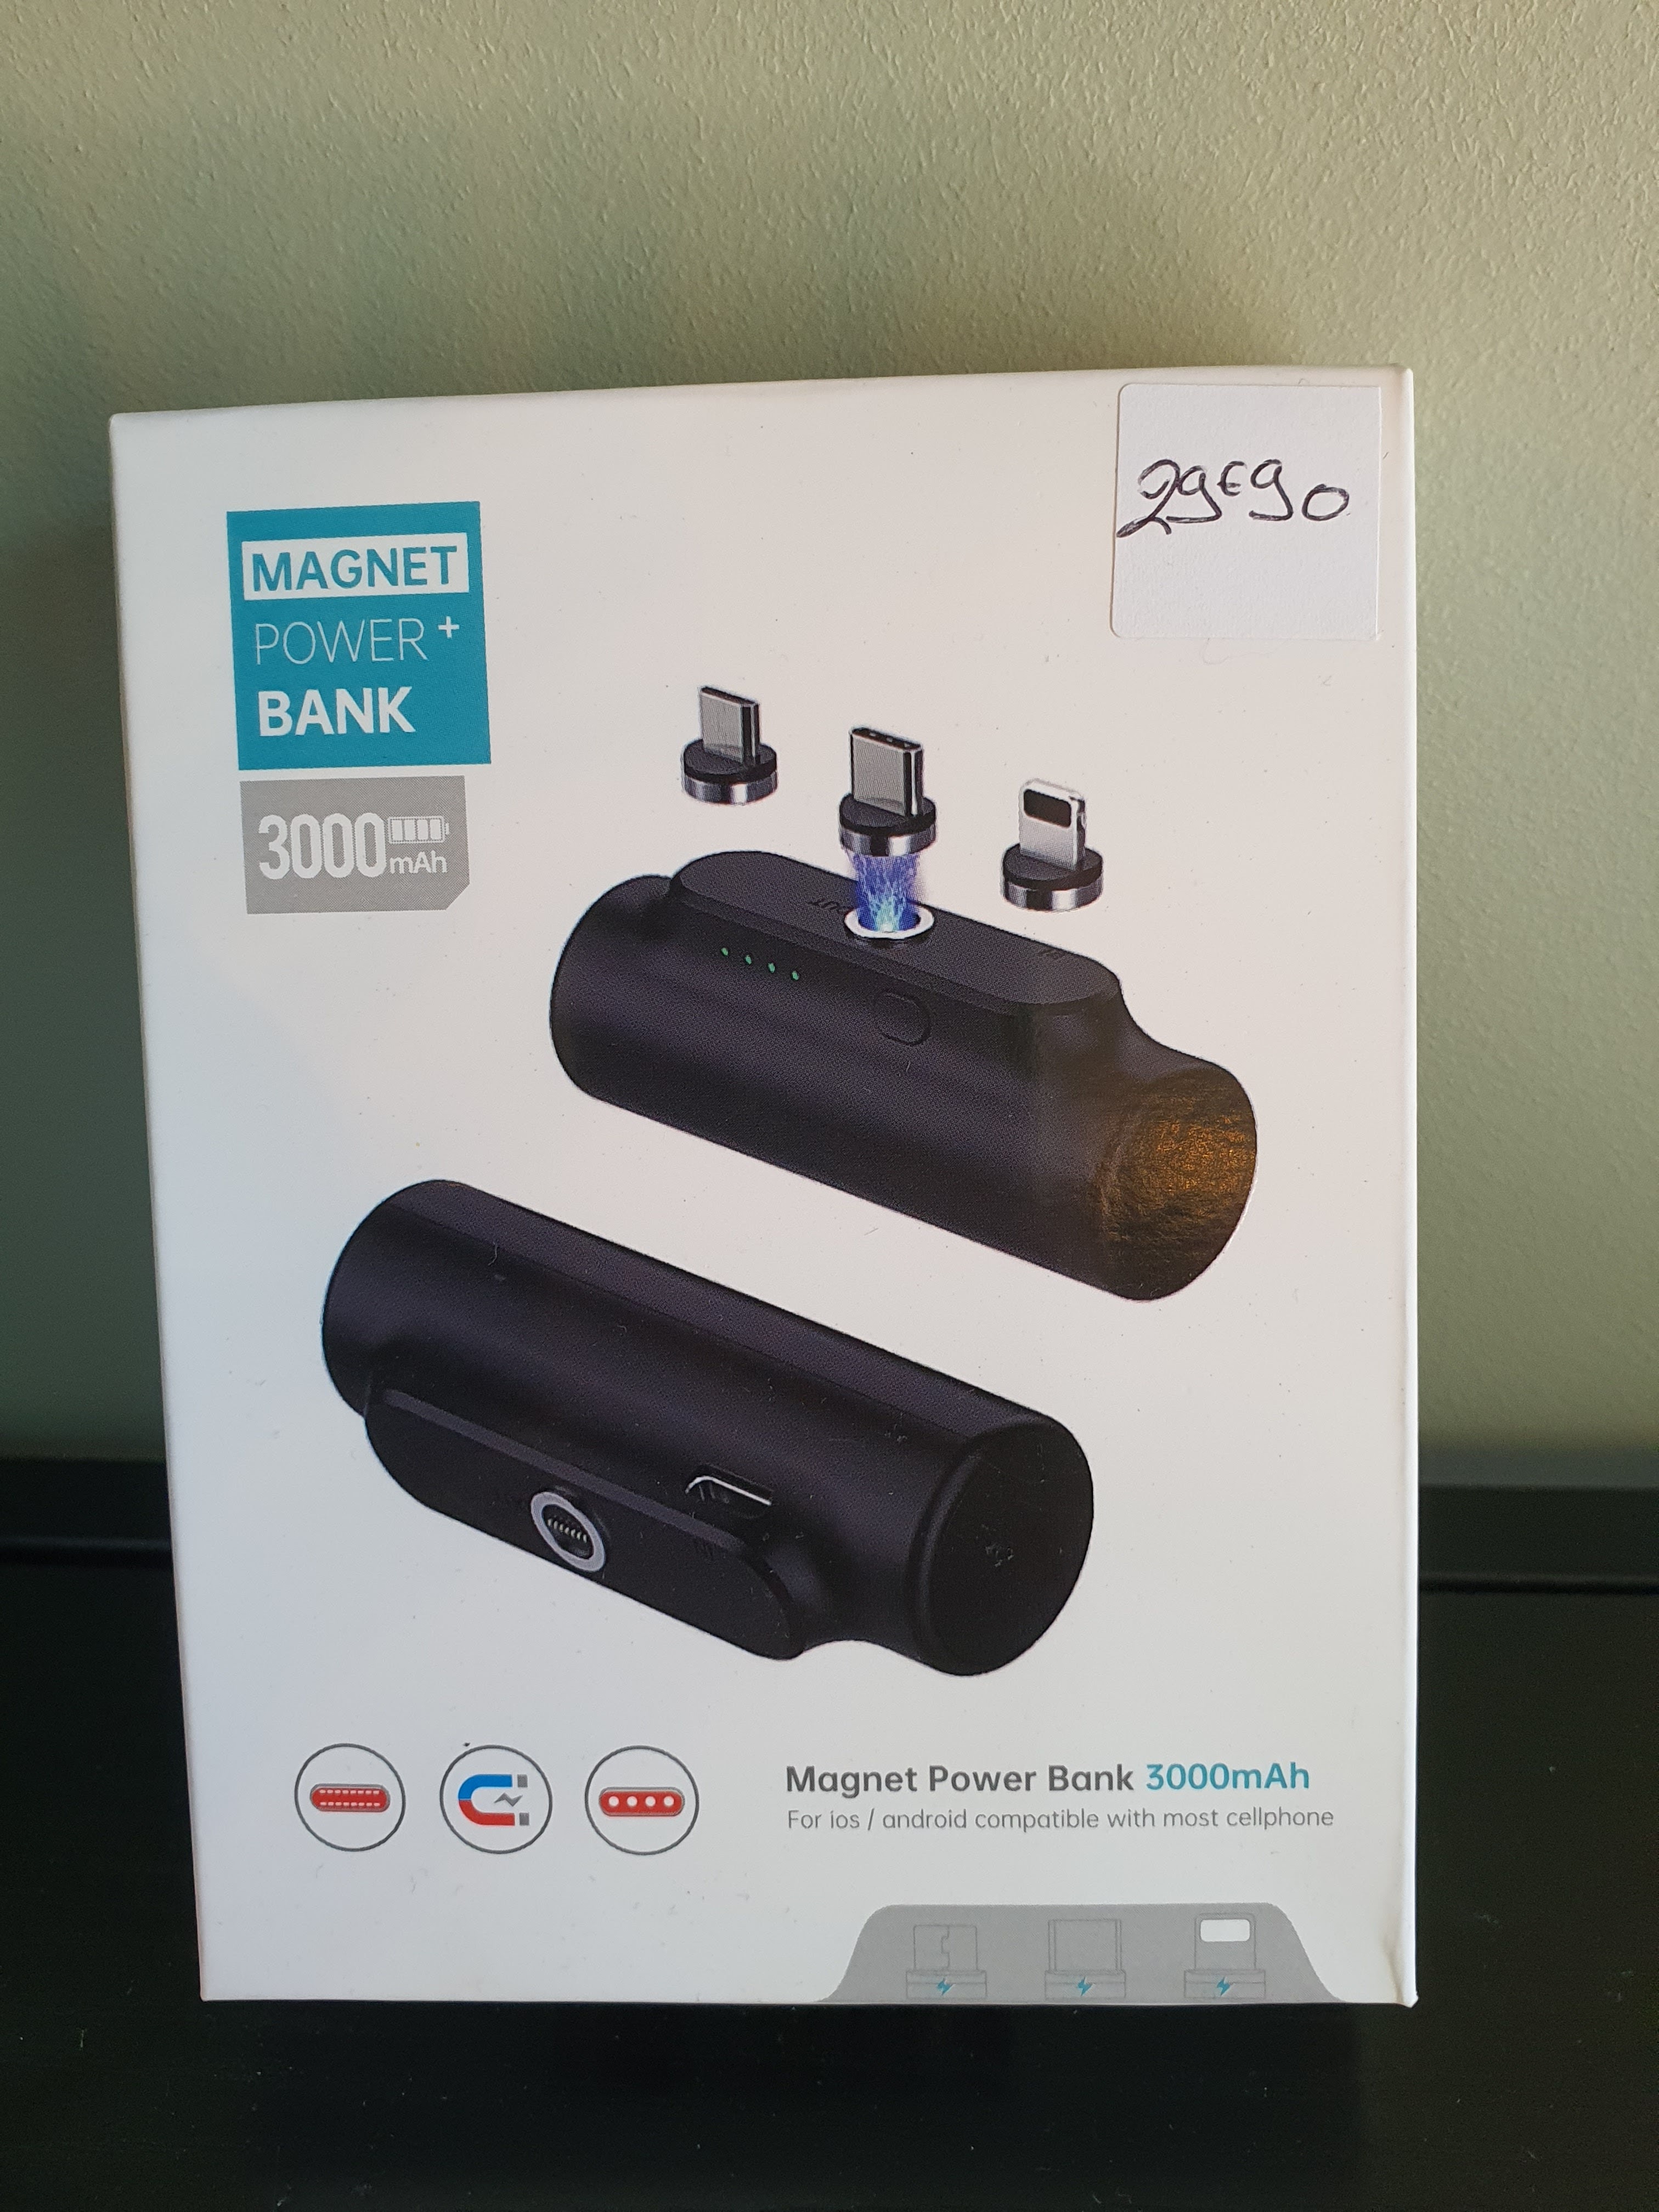 29€90
MAGNET
POWER+
BANK
3000mAh
Magnet Power Bank 3000mAh
For ios / android compatible with most cellphone